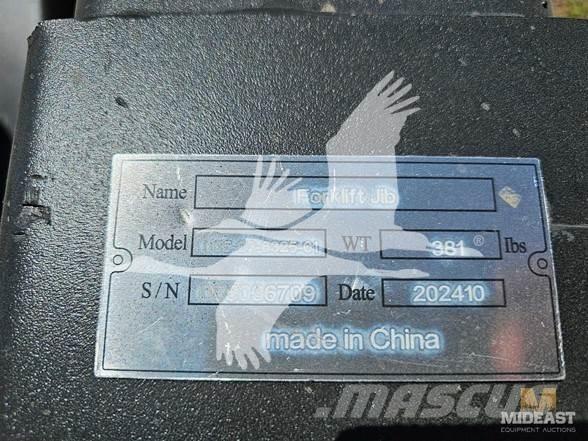 Name Forklift Jib
Model WT 381 lbs
S/N Date 202410
made in China
MASCUS
MIDEAST
EQUIPMENT AUCTIONS